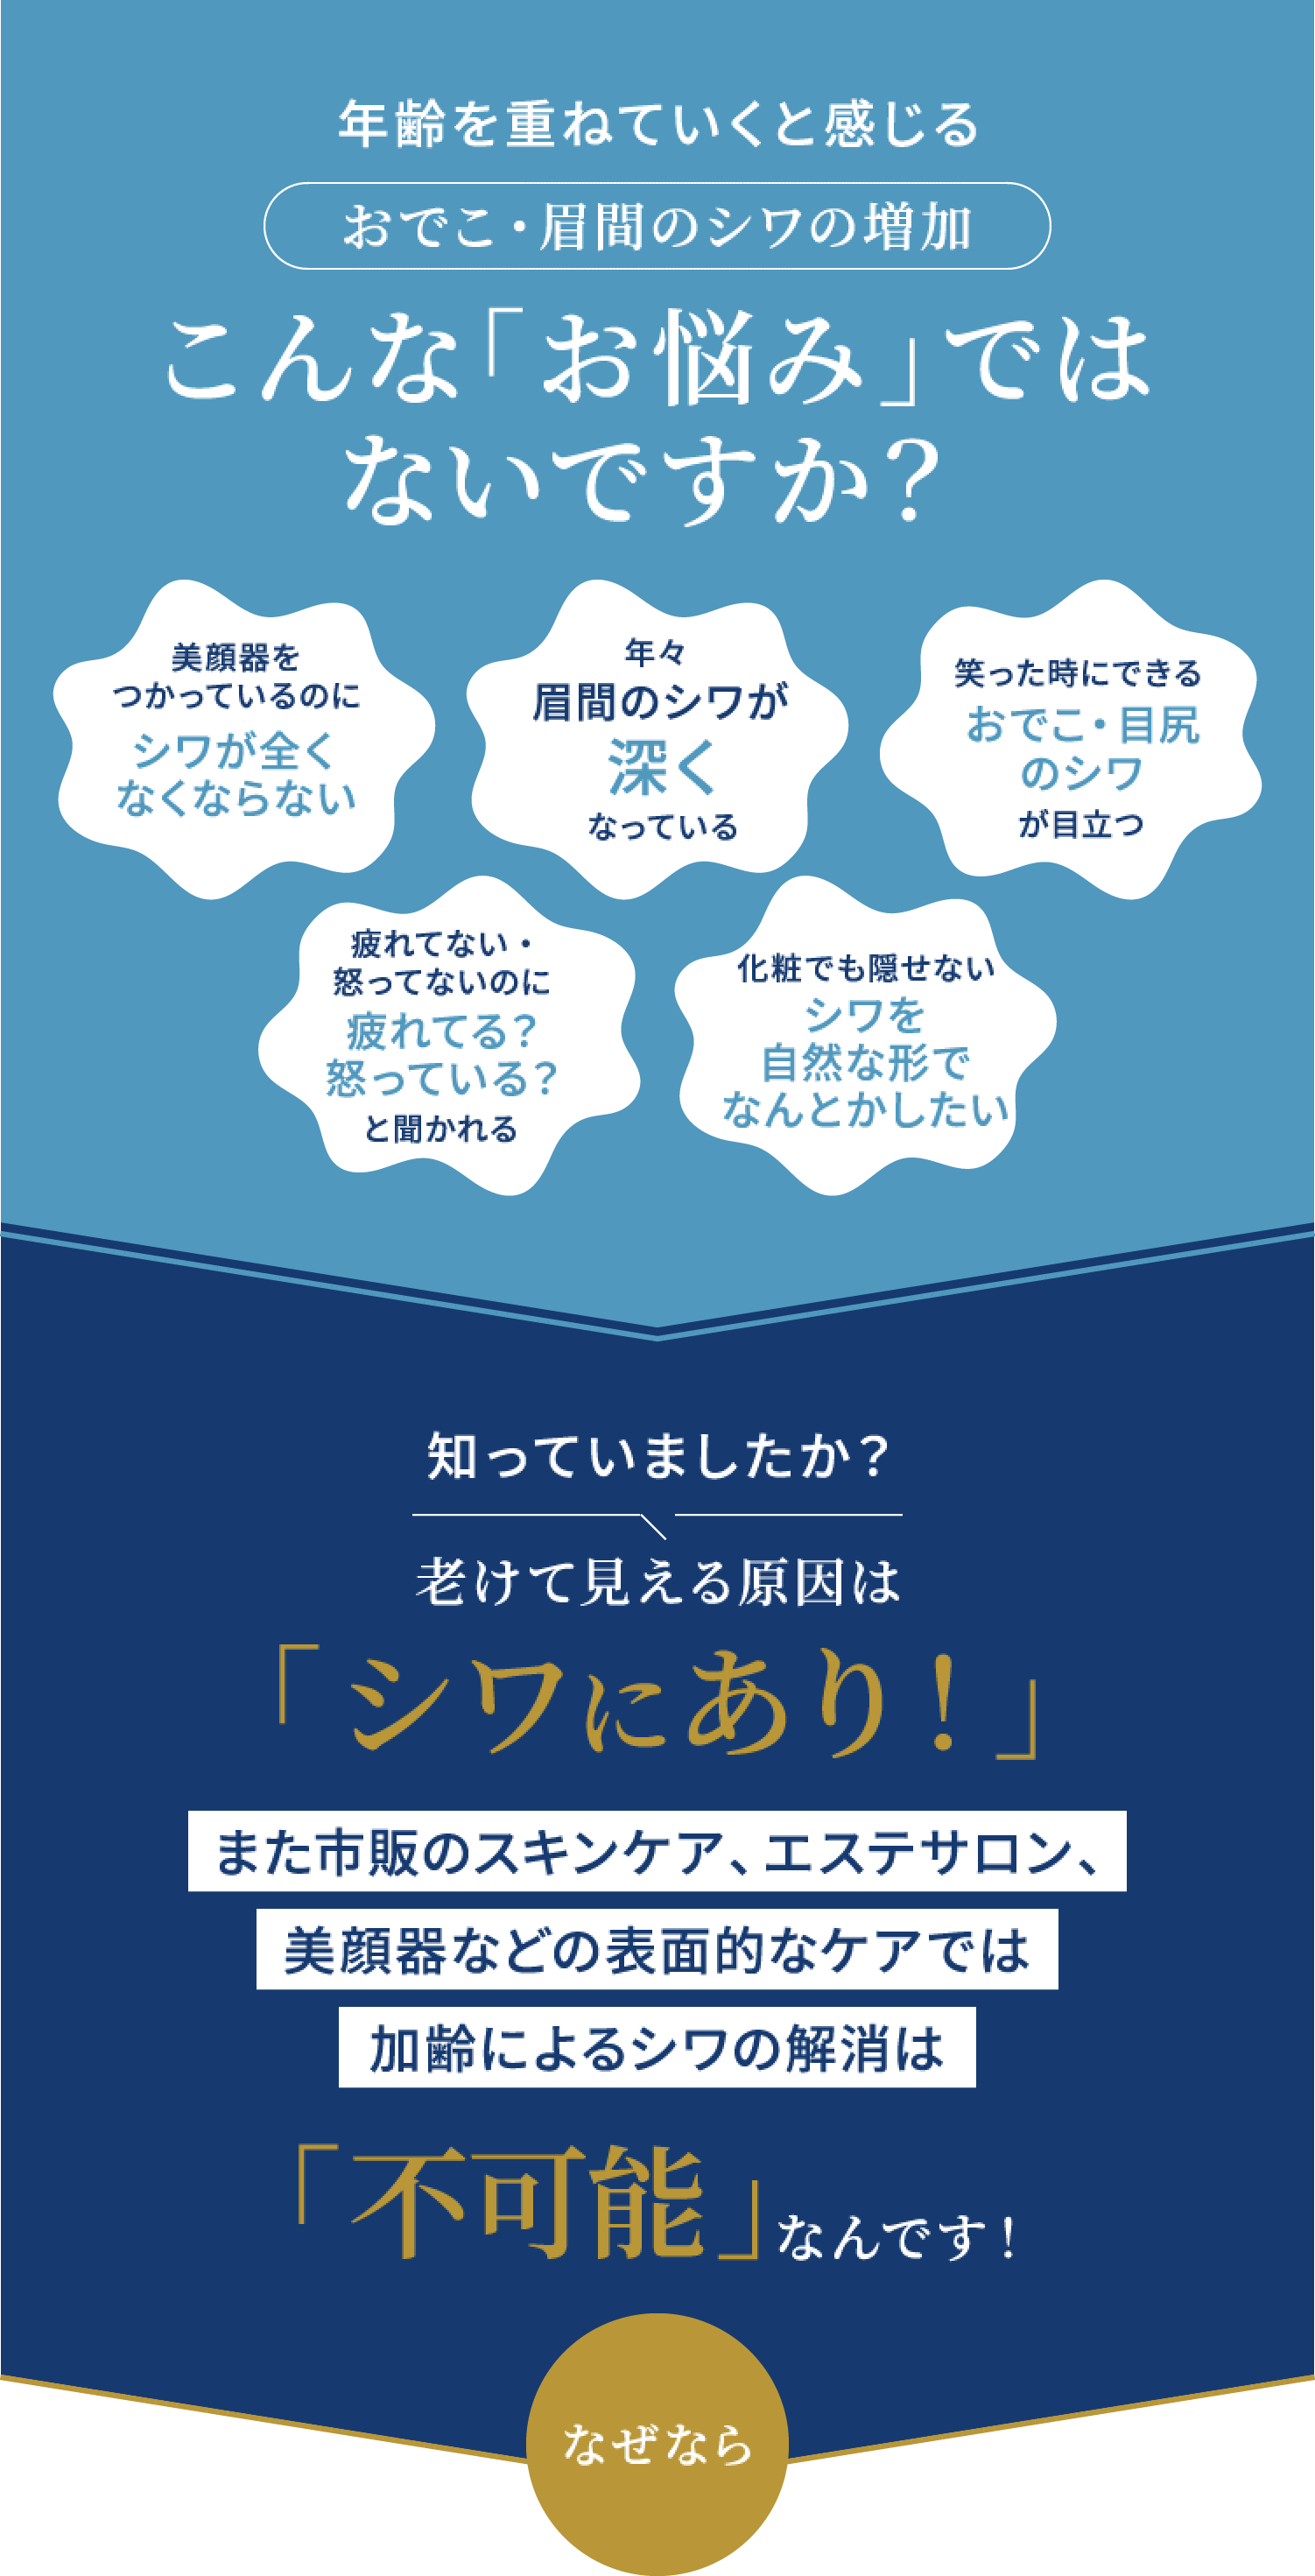 年齢を重ねていくと感じる
おでこ・眉間のシワの増加
こんな「お悩み」では
ないですか？
美顔器を
つかっているのに
シワが全く
なくならない
年々
眉間のシワが
深く
なっている
笑った時にできる
おでこ・目尻
のシワ
が目立つ
疲れてない・
怒ってないのに
疲れてる？
怒っている？
と聞かれる
化粧でも隠せない
シワを
自然な形で
なんとかしたい
知っていましたか？
老けて見える原因は
「シワにあり！」
また市販のスキンケア、エステサロン、
美顔器などの表面的なケアでは
加齢によるシワの解消は
「不可能」なんです！
なぜなら